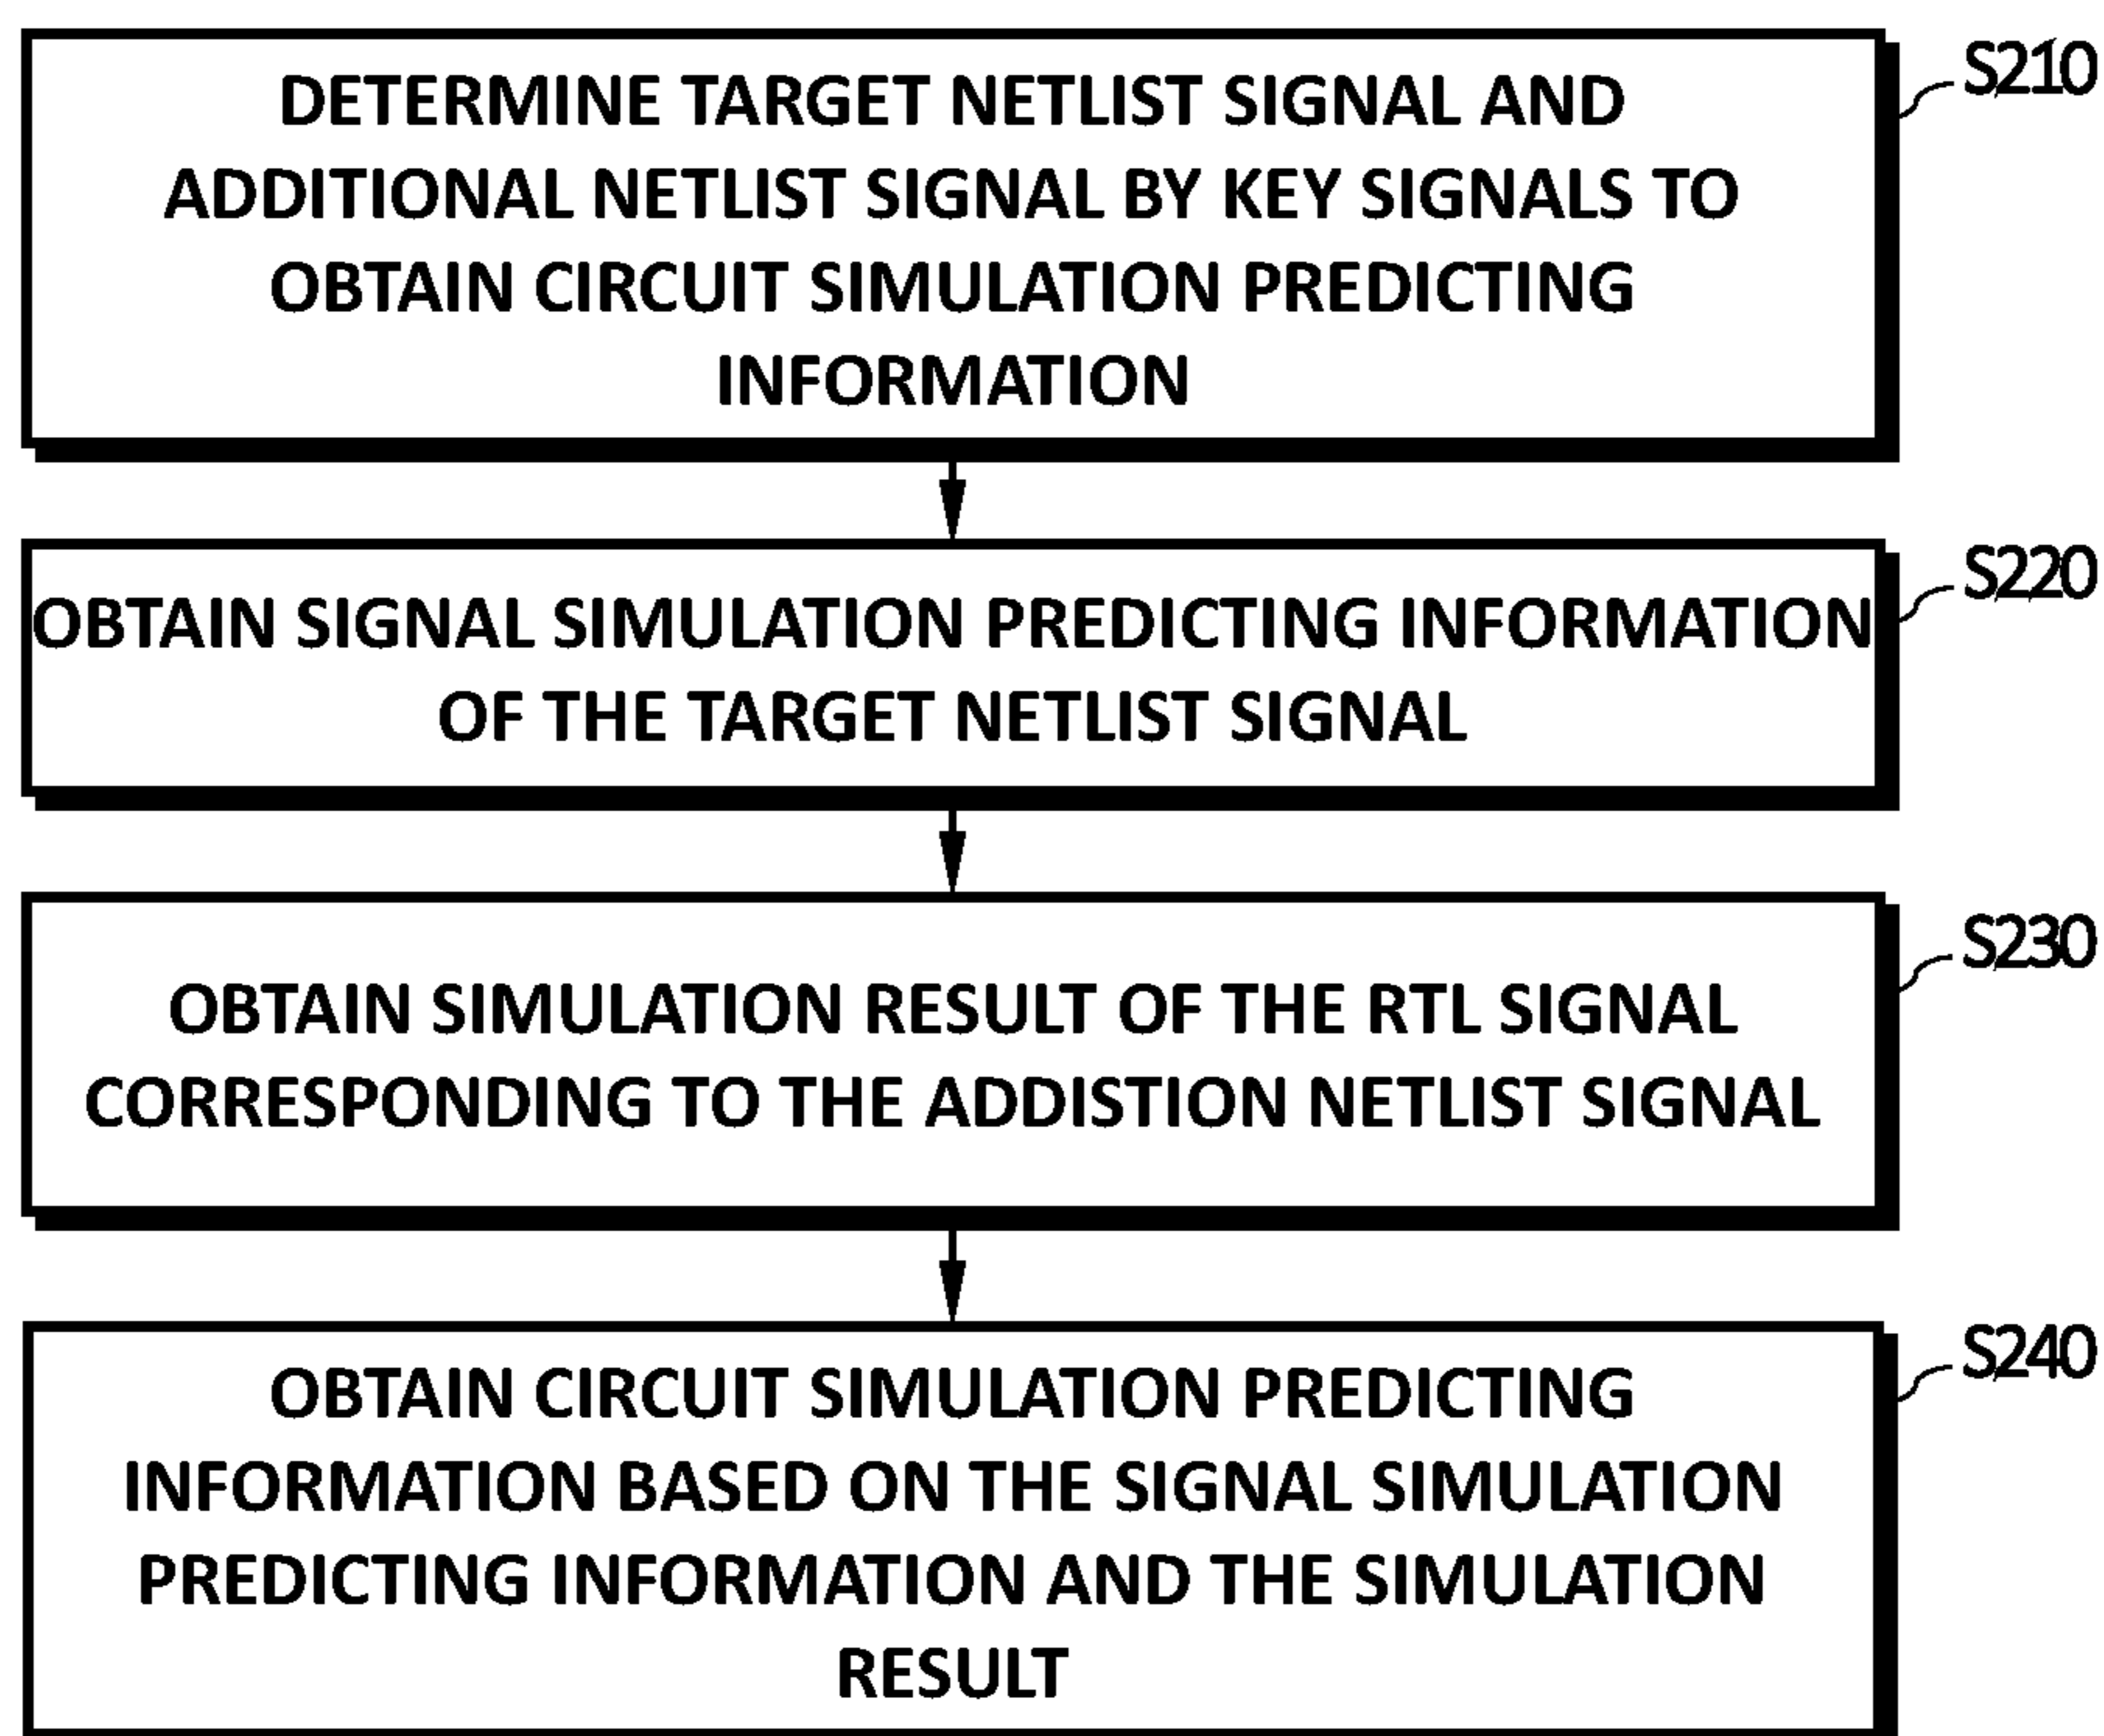 DETERMINE TARGET NETLIST SIGNAL AND
ADDITIONAL NETLIST SIGNAL BY KEY SIGNALS TO
OBTAIN CIRCUIT SIMULATION PREDICTING
INFORMATION
S210
OBTAIN SIGNAL SIMULATION PREDICTING INFORMATION
OF THE TARGET NETLIST SIGNAL
S220
OBTAIN SIMULATION RESULT OF THE RTL SIGNAL
CORRESPONDING TO THE ADDISTION NETLIST SIGNAL
S230
OBTAIN CIRCUIT SIMULATION PREDICTING
INFORMATION BASED ON THE SIGNAL SIMULATION
PREDICTING INFORMATION AND THE SIMULATION
RESULT
S240